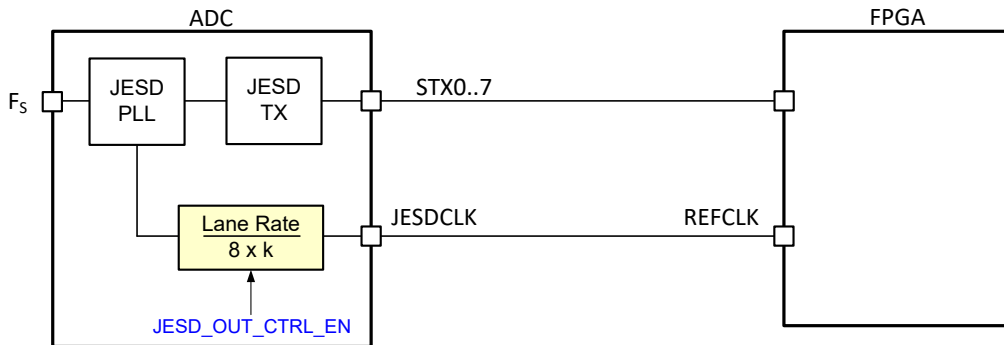 ADC
FPGA
JESD
PLL
JESD
TX
STX0..7
FS
Lane Rate
8 x k
JESDCLK
REFCLK
JESD_OUT_CTRL_EN